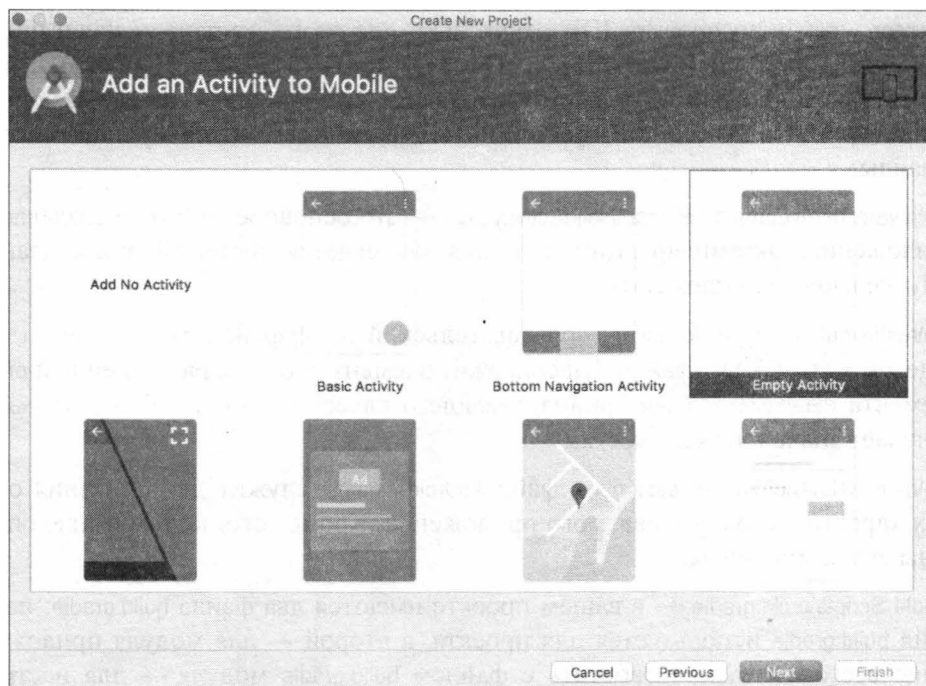 Create New Project
Add an Activity to Mobile
Add No Activity
Basic Activity
Bottom Navigation Activity
Empty Activity
Ad
Cancel
Previous
Next
Finish